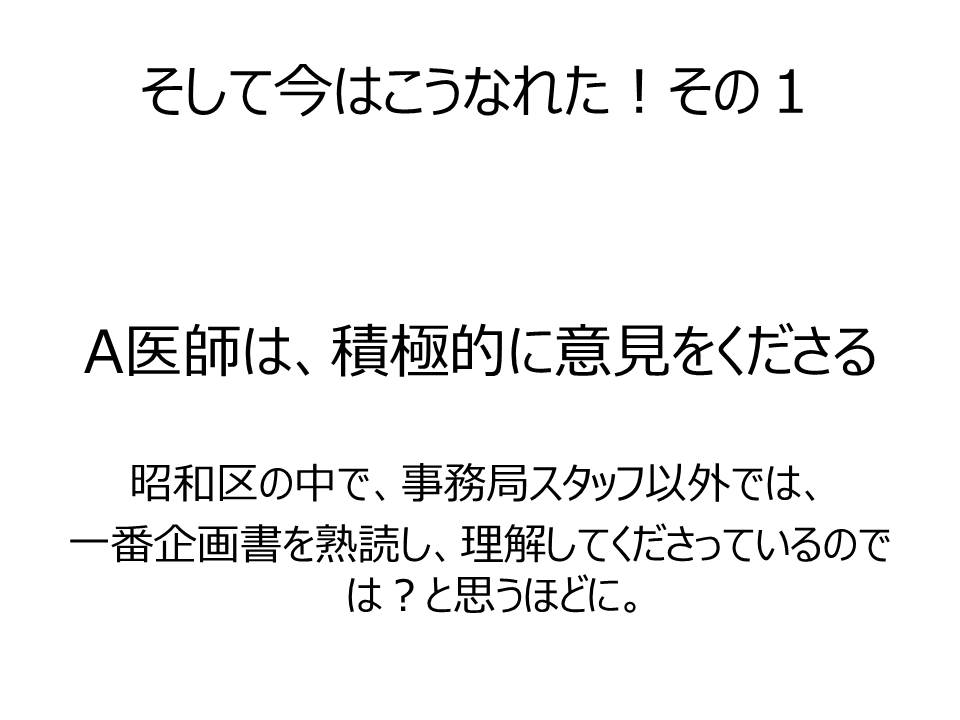 そして今はこうなれた！その１
A医師は、積極的に意見をくださる
昭和区の中で、事務局スタッフ以外では、
一番企画書を熟読し、理解してくださっているので
は？と思うほどに。